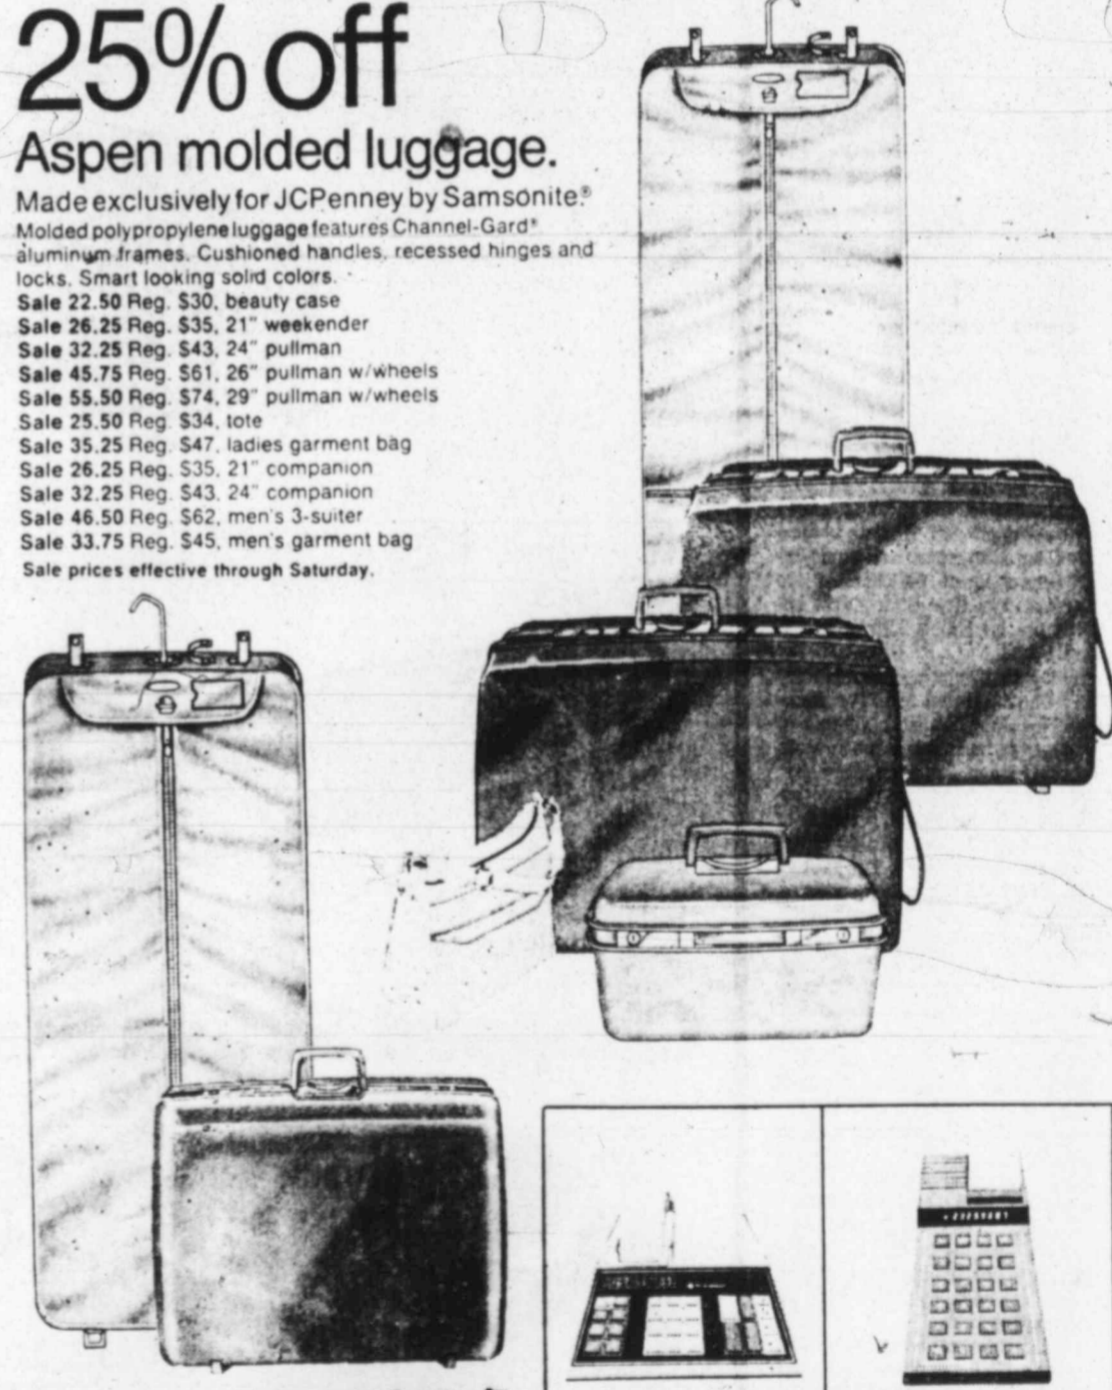 25% off
Aspen molded luggage.
Made exclusively for JCPenney by Samsonite.®
Molded polypropylene luggage features Channel-Gard®
aluminum frames. Cushioned handles, recessed hinges and
locks. Smart looking solid colors.
Sale 22.50 Reg. $30, beauty case
Sale 26.25 Reg. $35, 21" weekender
Sale 32.25 Reg. $43, 24" pullman
Sale 45.75 Reg. $61, 26" pullman w/wheels
Sale 55.50 Reg. $74, 29" pullman w/wheels
Sale 25.50 Reg. $34, tote
Sale 35.25 Reg. $47, ladies garment bag
Sale 26.25 Reg. $35, 21" companion
Sale 32.25 Reg. $43, 24" companion
Sale 46.50 Reg. $62, men's 3-suiter
Sale 33.75 Reg. $45, men's garment bag
Sale prices effective through Saturday.